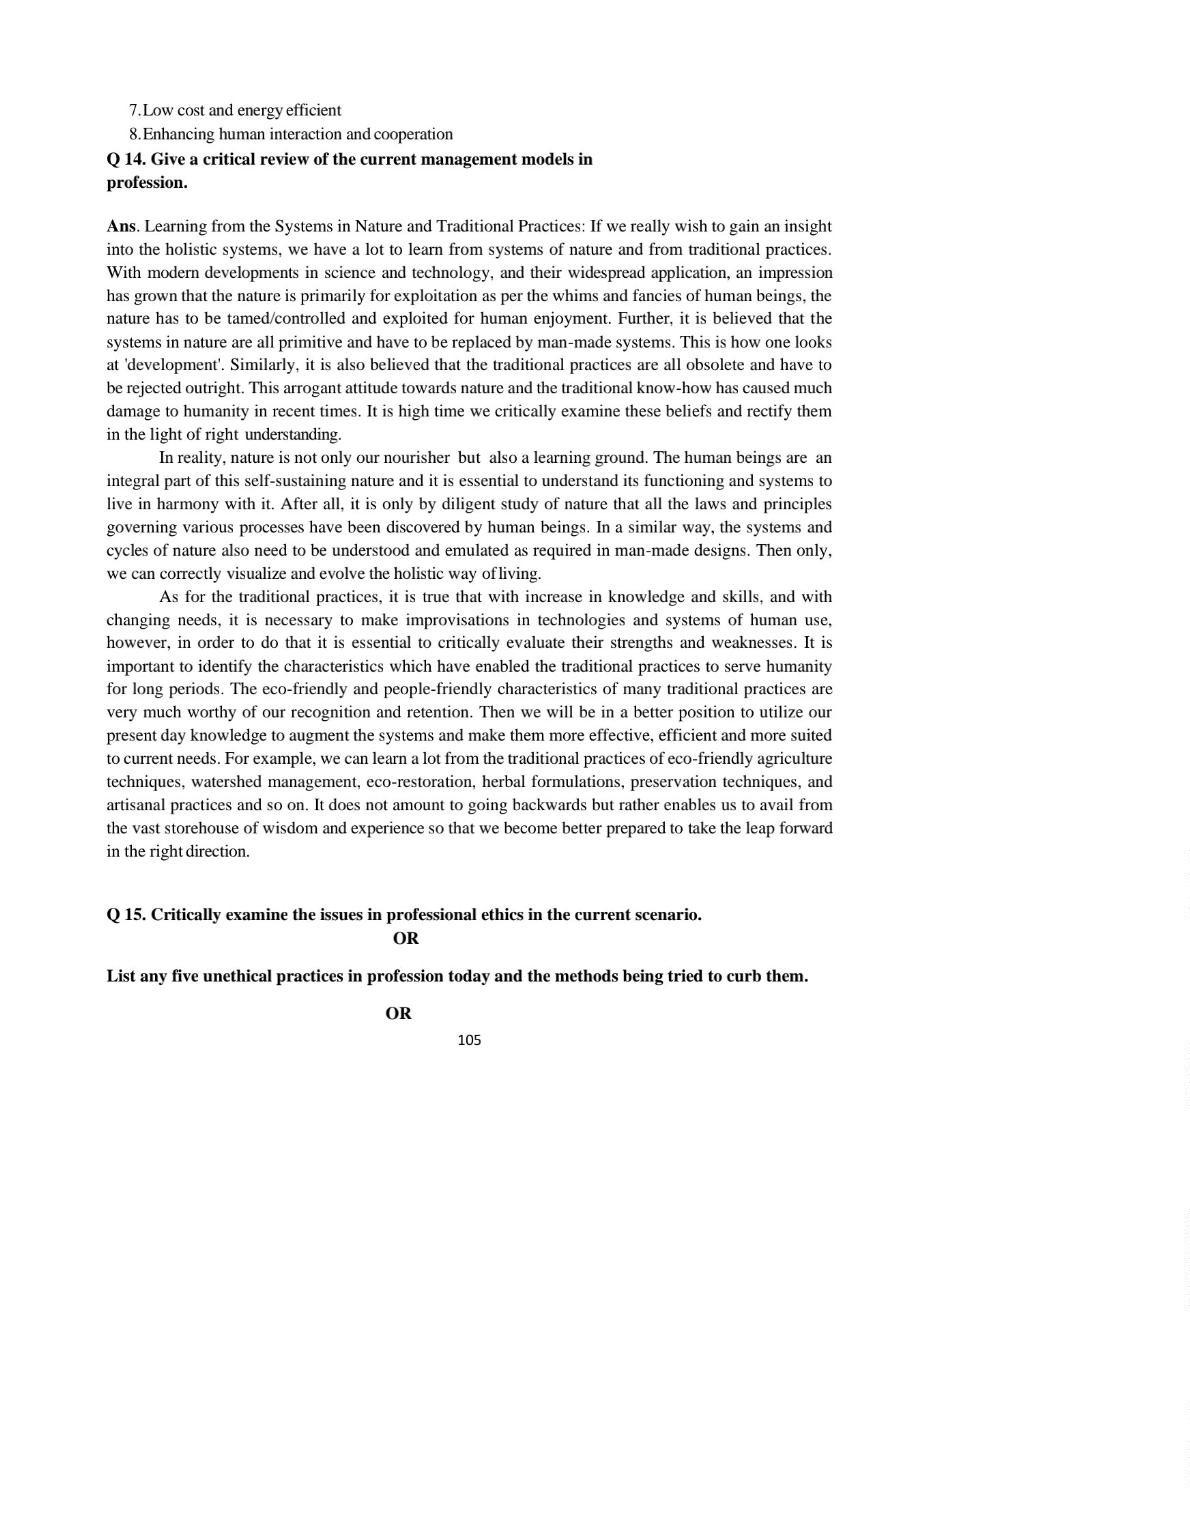 7.Low cost and energy efficient
8.Enhancing human interaction and cooperation
Q 14. Give a critical review of the current management models in
profession.
Ans. Learning from the Systems in Nature and Traditional Practices: If we really wish to gain an insight
into the holistic systems, we have a lot to learn from systems of nature and from traditional practices.
With modern developments in science and technology, and their widespread application, an impression
has grown that the nature is primarily for exploitation as per the whims and fancies of human beings, the
nature has to be tamed/controlled and exploited for human enjoyment. Further, it is believed that the
systems in nature are all primitive and have to be replaced by man-made systems. This is how one looks
at 'development'. Similarly, it is also believed that the traditional practices are all obsolete and have to
be rejected outright. This arrogant attitude towards nature and the traditional know-how has caused much
damage to humanity in recent times. It is high time we critically examine these beliefs and rectify them
in the light of right understanding.
In reality, nature is not only our nourisher but also a learning ground. The human beings are an
integral part of this self-sustaining nature and it is essential to understand its functioning and systems to
live in harmony with it. After all, it is only by diligent study of nature that all the laws and principles
governing various processes have been discovered by human beings. In a similar way, the systems and
cycles of nature also need to be understood and emulated as required in man-made designs. Then only,
we can correctly visualize and evolve the holistic way of living.
As for the traditional practices, it is true that with increase in knowledge and skills, and with
changing needs, it is necessary to make improvisations in technologies and systems of human use,
however, in order to do that it is essential to critically evaluate their strengths and weaknesses. It is
important to identify the characteristics which have enabled the traditional practices to serve humanity
for long periods. The eco-friendly and people-friendly characteristics of many traditional practices are
very much worthy of our recognition and retention. Then we will be in a better position to utilize our
present day knowledge to augment the systems and make them more effective, efficient and more suited
to current needs. For example, we can learn a lot from the traditional practices of eco-friendly agriculture
techniques, watershed management, eco-restoration, herbal formulations, preservation techniques, and
artisanal practices and so on. It does not amount to going backwards but rather enables us to avail from
the vast storehouse of wisdom and experience so that we become better prepared to take the leap forward
in the right direction.
Q 15. Critically examine the issues in professional ethics in the current scenario.
OR
List any five unethical practices in profession today and the methods being tried to curb them.
OR
105